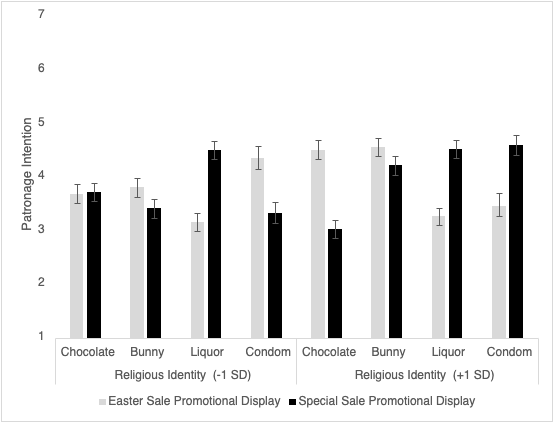 7
6
5
4
3
2
1
Patronage Intention
Chocolate Bunny Liquor Condom Chocolate Bunny Liquor Condom
Religious Identity (-1 SD) Religious Identity (+1 SD)
Easter Sale Promotional Display Special Sale Promotional Display